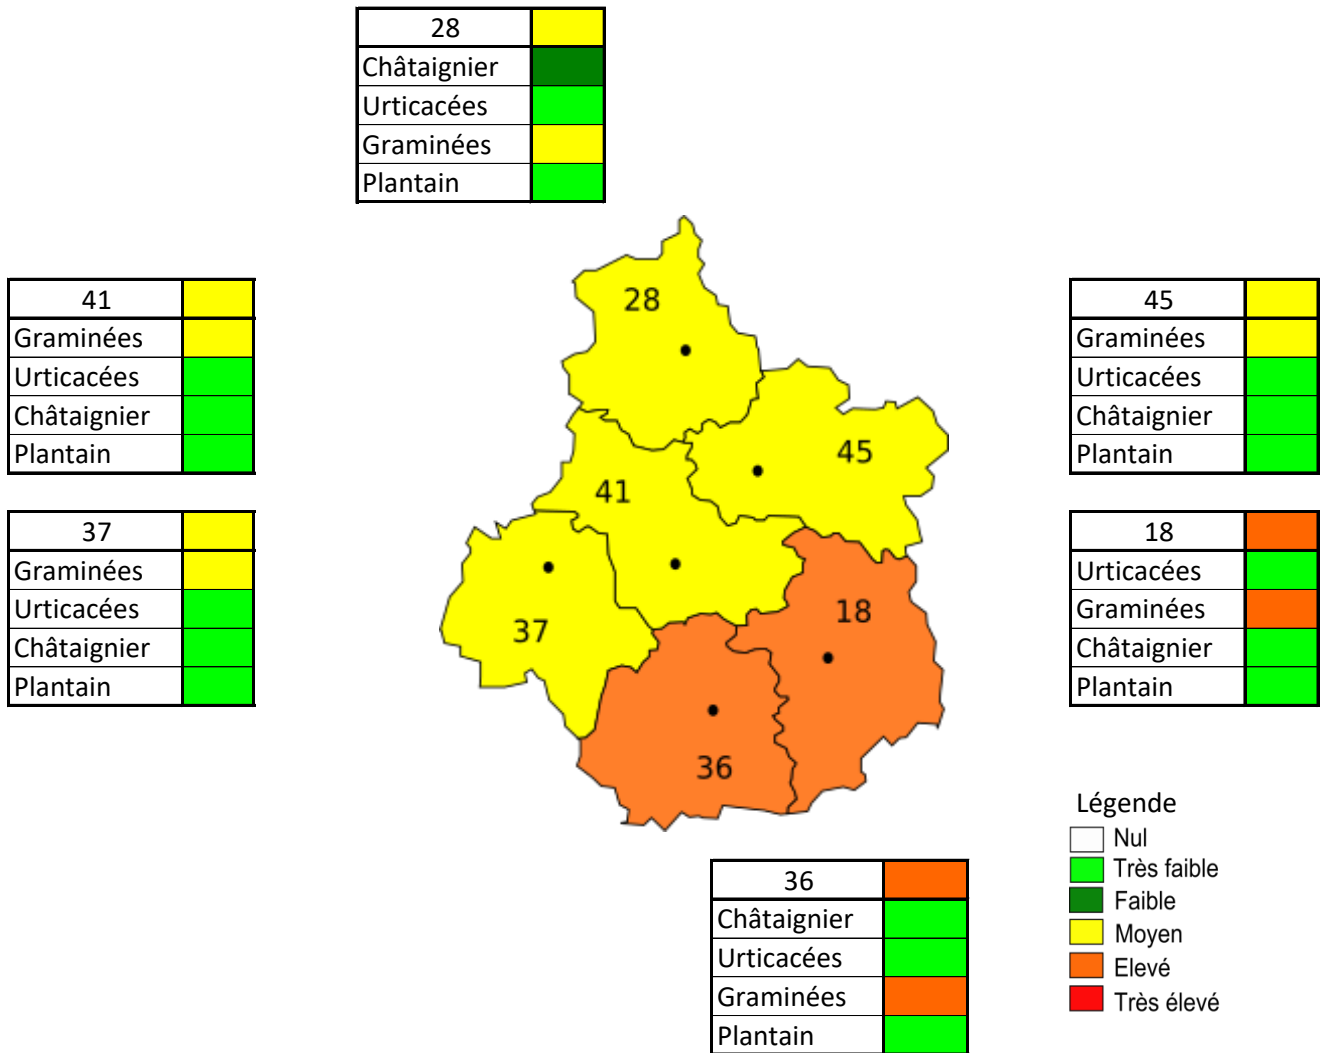 28
Châtaignier
Urticacées
Graminées
Plantain
41
Graminées
Urticacées
Châtaignier
Plantain
37
Graminées
Urticacées
Châtaignier
Plantain
28
45
41
37
18
36
45
Graminées
Urticacées
Châtaignier
Plantain
18
Urticacées
Graminées
Châtaignier
Plantain
36
Châtaignier
Urticacées
Graminées
Plantain
Légende
Nul
Très faible
Faible
Moyen
Elevé
Très élevé